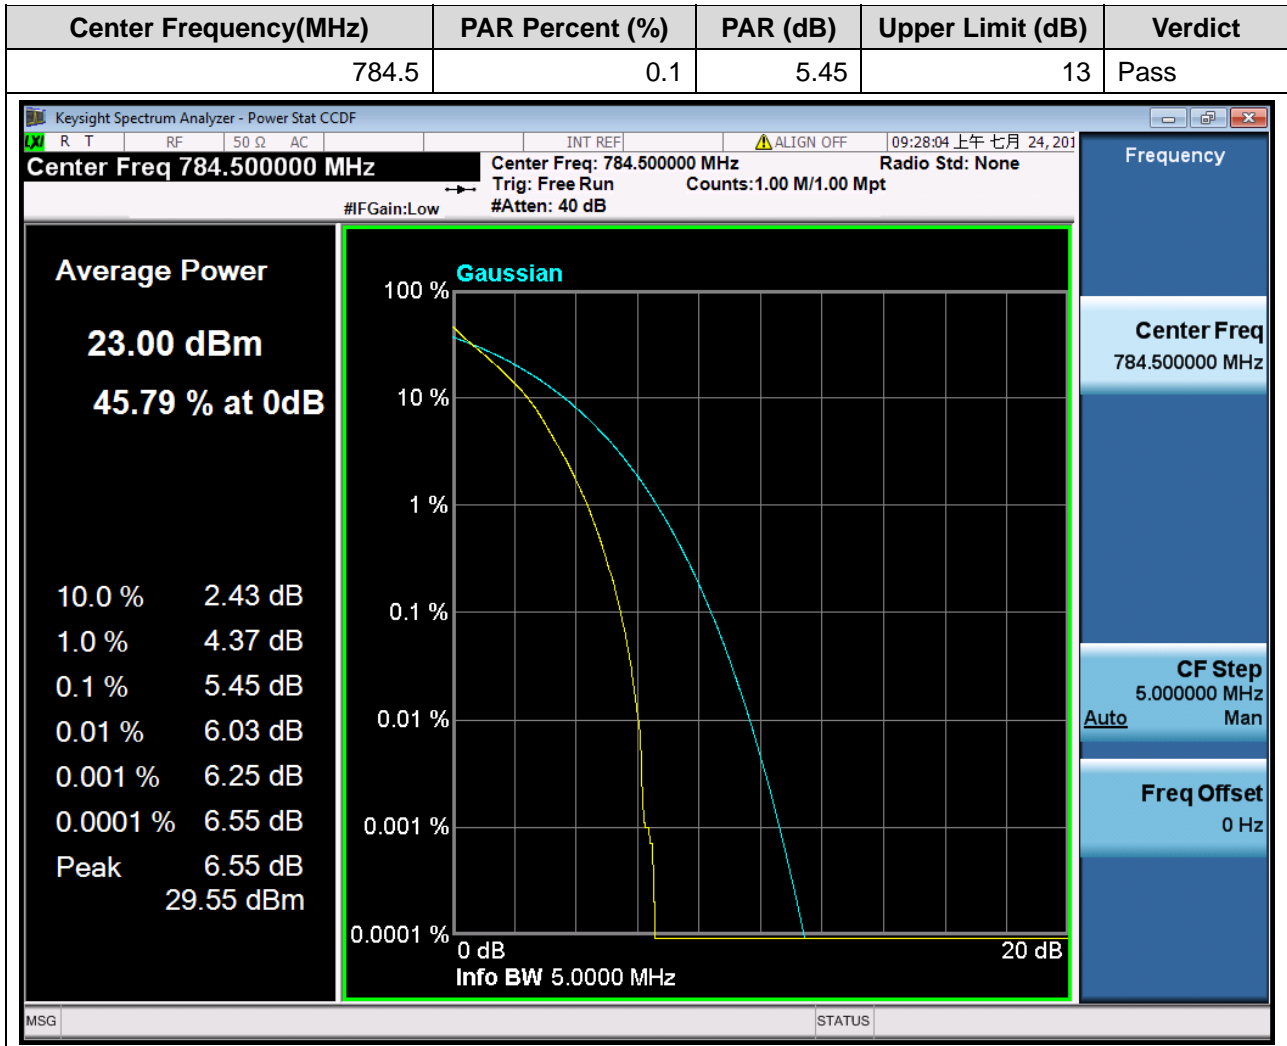 Center Frequency(MHz) PAR Percent (%) PAR (dB) Upper Limit (dB) Verdict
784.5 0.1 5.45 13 Pass
Keysight Spectrum Analyzer - Power Stat CCDF
LXI R T RF 50 Ω AC INT REF ALIGN OFF 09:28:04 上午 七月 24, 201
Center Freq 784.500000 MHz
Center Freq: 784.500000 MHz Radio Std: None
Trig: Free Run Counts:1.00 M/1.00 Mpt
#IFGain:Low #Atten: 40 dB
Average Power
23.00 dBm
45.79 % at 0dB
10.0 % 2.43 dB
1.0 % 4.37 dB
0.1 % 5.45 dB
0.01 % 6.03 dB
0.001 % 6.25 dB
0.0001 % 6.55 dB
Peak 6.55 dB
29.55 dBm
Gaussian
100 %
10 %
1 %
0.1 %
0.01 %
0.001 %
0.0001 %
0 dB 20 dB
Info BW 5.0000 MHz
Frequency
Center Freq
784.500000 MHz
CF Step
5.000000 MHz
Auto Man
Freq Offset
0 Hz
MSG STATUS